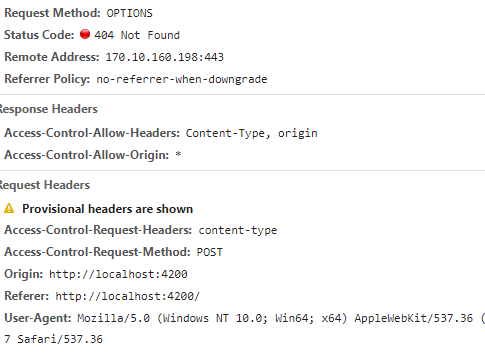 Request Method: OPTIONS
Status Code: 404 Not Found
Remote Address: 170.10.160.198:443
Referrer Policy: no-referrer-when-downgrade
Response Headers
Access-Control-Allow-Headers: Content-Type, origin
Access-Control-Allow-Origin: *
Request Headers
Provisional headers are shown
Access-Control-Request-Headers: content-type
Access-Control-Request-Method: POST
Origin: http://localhost:4200
Referer: http://localhost:4200/
User-Agent: Mozilla/5.0 (Windows NT 10.0; Win64; x64) AppleWebKit/537.36 (
7 Safari/537.36